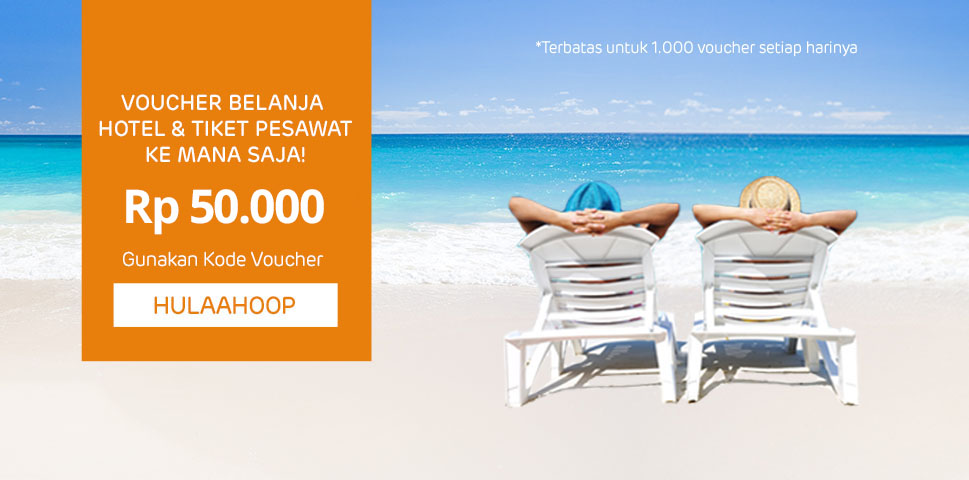 VOUCHER BELANJA
HOTEL & TIKET PESAWAT
KE MANA SAJA!
Rp 50.000
Gunakan Kode Voucher
HULAAHOOP
*Terbatas untuk 1.000 voucher setiap harinya